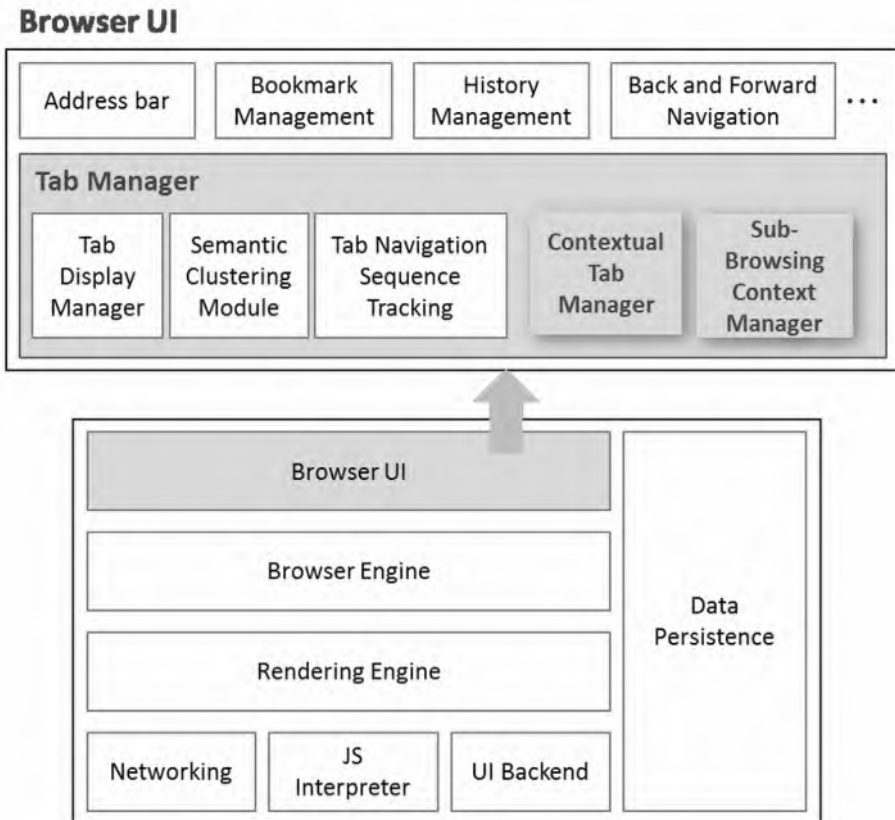 Browser UI
Address bar
Bookmark
Management
History
Management
Back and Forward
Navigation
...
Tab Manager
Tab
Display
Manager
Semantic
Clustering
Module
Tab Navigation
Sequence
Tracking
Contextual
Tab
Manager
Sub-
Browsing
Context
Manager
Browser UI
Browser Engine
Rendering Engine
Networking
JS
Interpreter
UI Backend
Data
Persistence